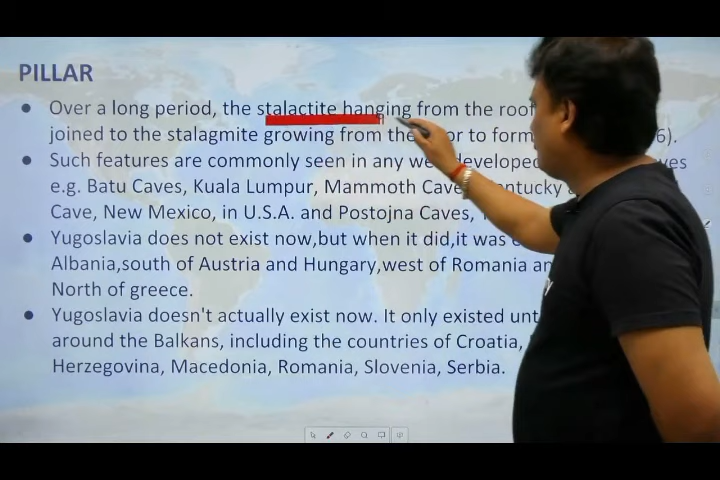 PILLAR
Over a long period, the stalactite hanging from the roof
joined to the stalagmite growing from the to form 6).
Such features are commonly seen in any developed
e.g. Batu Caves, Kuala Lumpur, Mammoth Cave
Cave, New Mexico, in U.S.A. and Postojna Caves,
Yugoslavia does not exist now,but when it did,it was
Albania,south of Austria and Hungary,west of Romania
North of greece.
Yugoslavia doesn't actually exist now. It only existed
around the Balkans, including the countries of Croatia,
Herzegovina, Macedonia, Romania, Slovenia, Serbia.